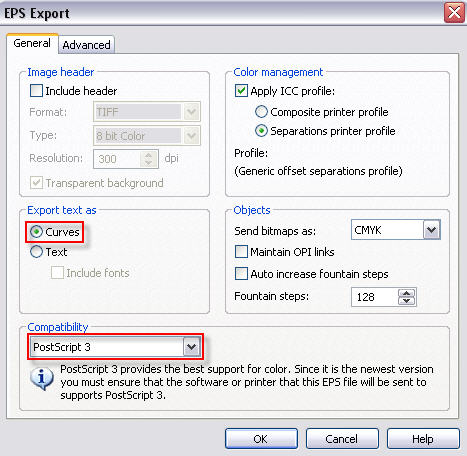 EPS Export
General
Advanced
Image header
Include header
Format: TIFF
Type: 8 bit Color
Resolution: 300 dpi
Transparent background
Color management
Apply ICC profile:
Composite printer profile
Separations printer profile
Profile:
(Generic offset separations profile)
Export text as
Curves
Text
Include fonts
Objects
Send bitmaps as: CMYK
Maintain OPI links
Auto increase fountain steps
Fountain steps: 128
Compatibility
PostScript 3
PostScript 3 provides the best support for color. Since it is the newest version
you must ensure that the software or printer that this EPS file will be sent to
supports PostScript 3.
OK
Cancel
Help